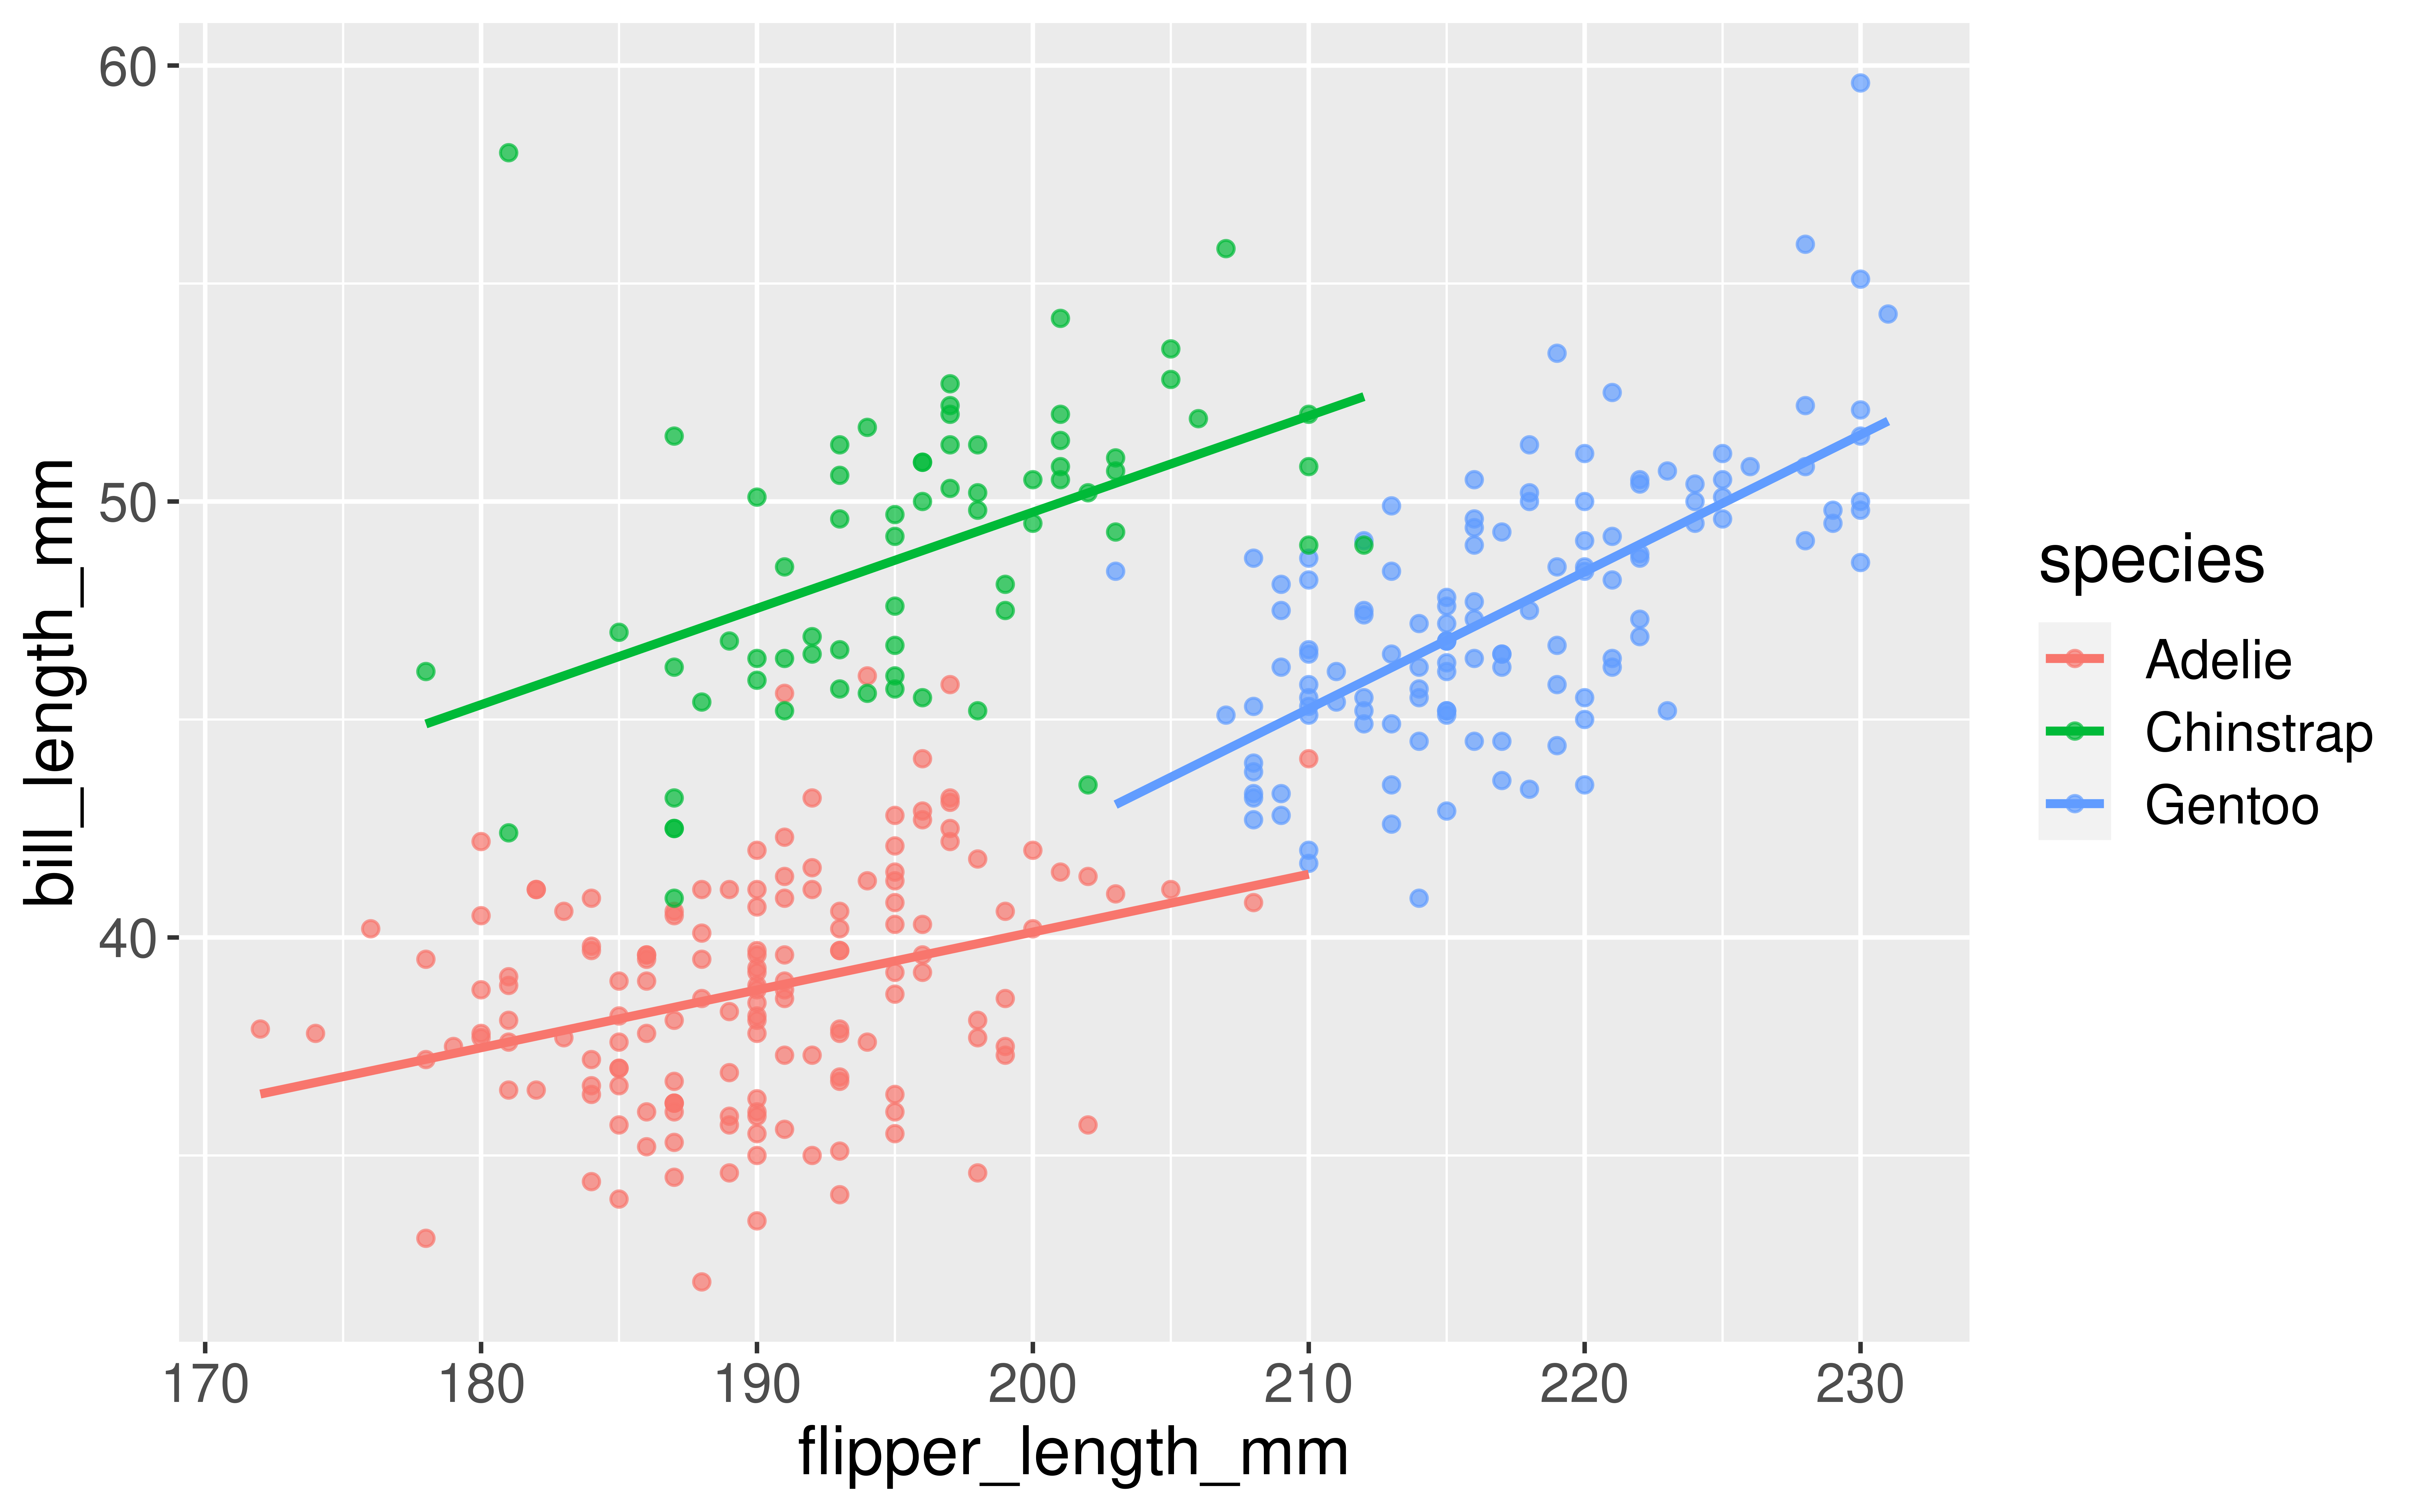 bill_length_mm
60
50
40
170 180 190 200 210 220 230
flipper_length_mm
species
Adelie
Chinstrap
Gentoo